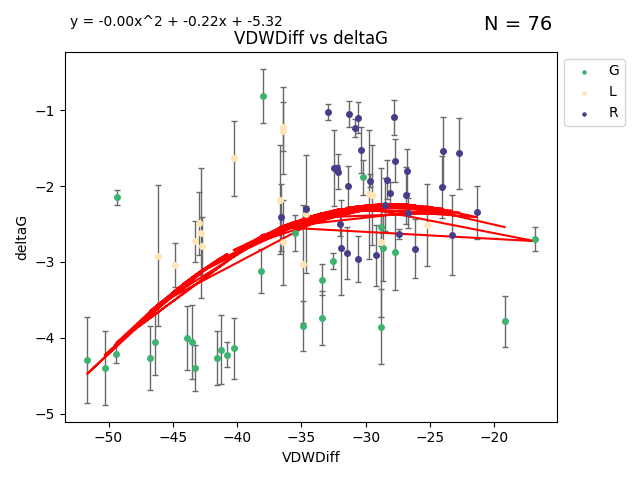 y = -0.00x^2 + -0.22x + -5.32
N = 76
VDWDiff vs deltaG
G
L
R
deltaG
−1
−2
−3
−4
−5
−50
−45
−40
−35
−30
−25
−20
VDWDiff